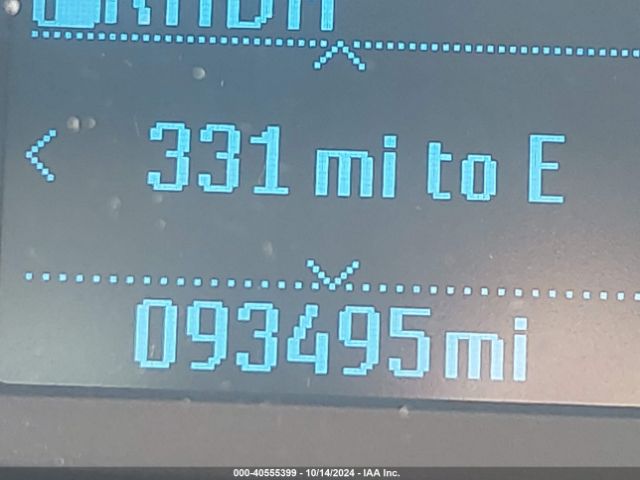 331 mi to E
093495mi
000-40555399 - 10/14/2024 - IAA Inc.